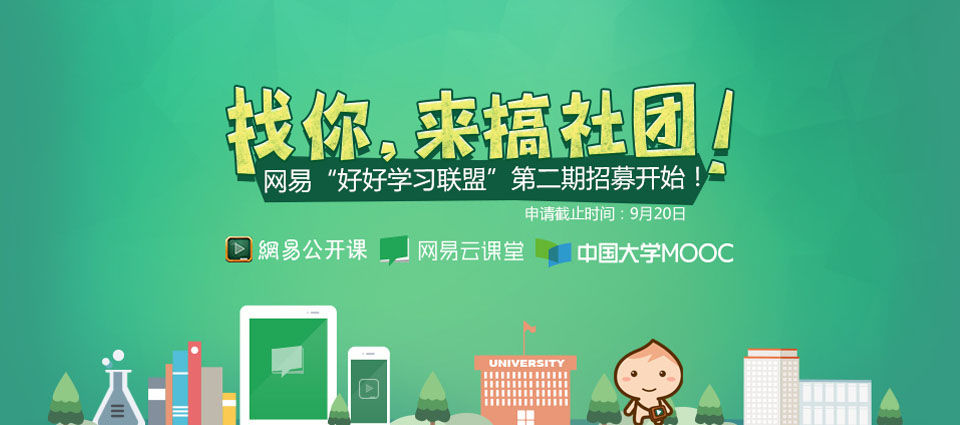 找你,来搞社团!
网易“好好学习联盟”第二期招募开始!
申请截止时间:9月20日
網易公开课 网易云课堂 中国大学MOOC
UNIVERSITY